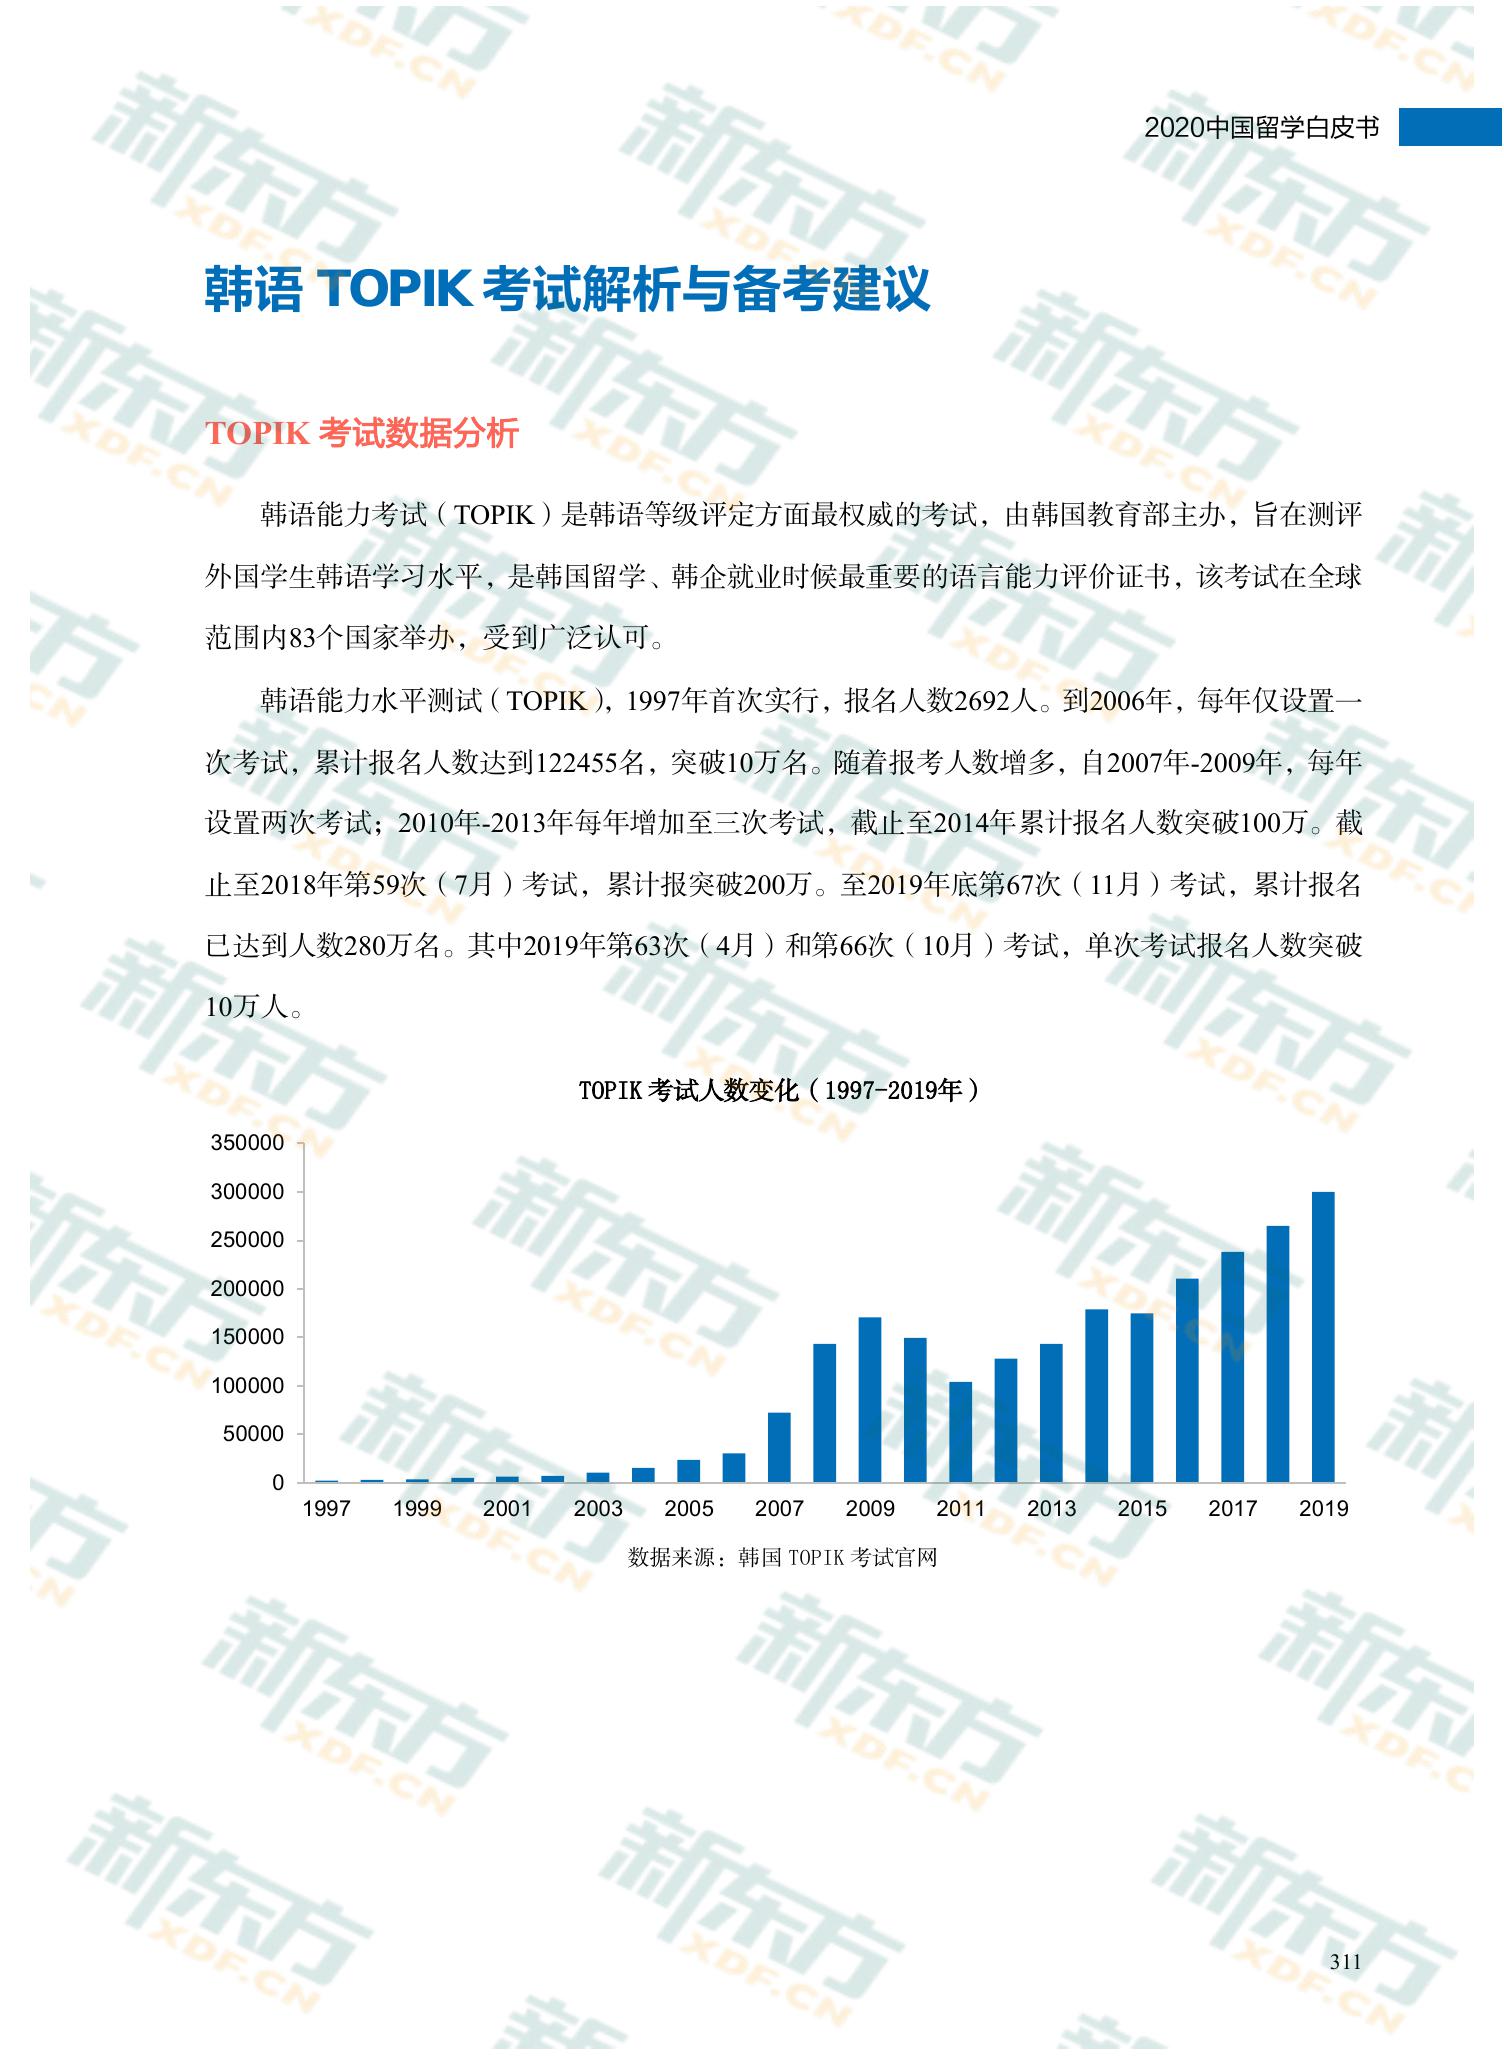 2020中国留学白皮书
韩语 TOPIK 考试解析与备考建议
TOPIK 考试数据分析
韩语能力考试（TOPIK）是韩语等级评定方面最权威的考试，由韩国教育部主办，旨在测评
外国学生韩语学习水平，是韩国留学、韩企就业时候最重要的语言能力评价证书，该考试在全球
范围内83个国家举办，受到广泛认可。
韩语能力水平测试（TOPIK），1997年首次实行，报名人数2692人。到2006年，每年仅设置一
次考试，累计报名人数达到122455名，突破10万名。随着报考人数增多，自2007年-2009年，每年
设置两次考试；2010年-2013年每年增加至三次考试，截止至2014年累计报名人数突破100万。截
止至2018年第59次（7月）考试，累计报突破200万。至2019年底第67次（11月）考试，累计报名
已达到人数280万名。其中2019年第63次（4月）和第66次（10月）考试，单次考试报名人数突破
10万人。
TOPIK 考试人数变化（1997-2019年）
350000
300000
250000
200000
150000
100000
50000
0
1997 1999 2001 2003 2005 2007 2009 2011 2013 2015 2017 2019
数据来源：韩国 TOPIK 考试官网
311
新东方
XDF.CN